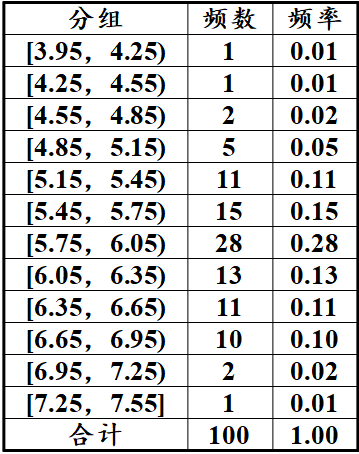 分组 频数 频率
[3.95，4.25) 1 0.01
[4.25，4.55) 1 0.01
[4.55，4.85) 2 0.02
[4.85，5.15) 5 0.05
[5.15，5.45) 11 0.11
[5.45，5.75) 15 0.15
[5.75，6.05) 28 0.28
[6.05，6.35) 13 0.13
[6.35，6.65) 11 0.11
[6.65，6.95) 10 0.10
[6.95，7.25) 2 0.02
[7.25，7.55] 1 0.01
合计 100 1.00